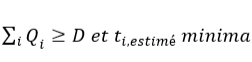 ∑ᵢ Qᵢ ≥ D et tᵢ,estimé minima